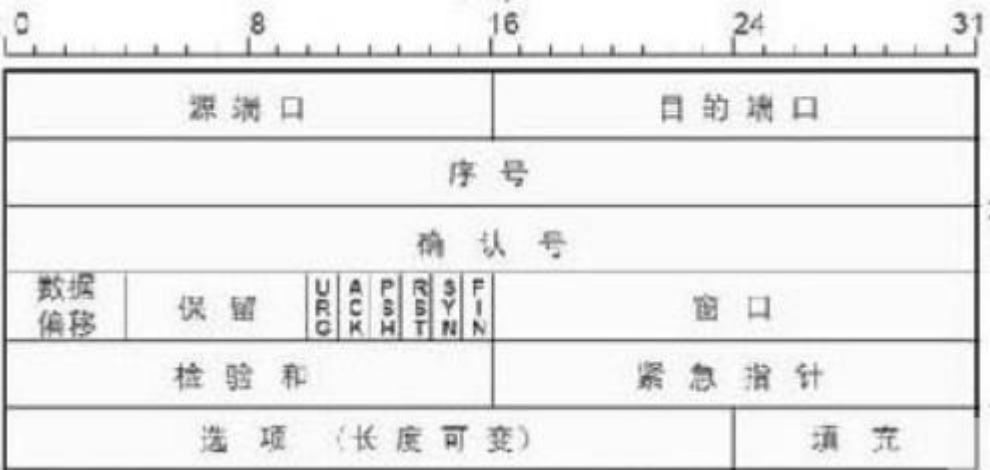 0 8 16 24 31
源端口 目的端口
序号
确认号
数据偏移 保留 URG ACK PSH RST SYN FIN 窗口
检验和 紧急指针
选项（长度可变） 填充